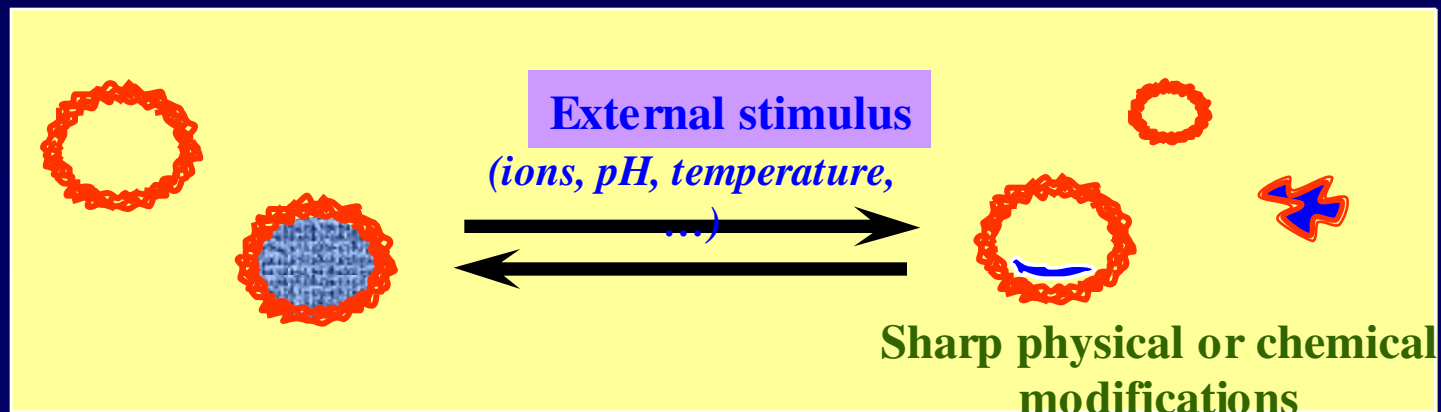 External stimulus
(ions, pH, temperature,
...)
Sharp physical or chemical
modifications